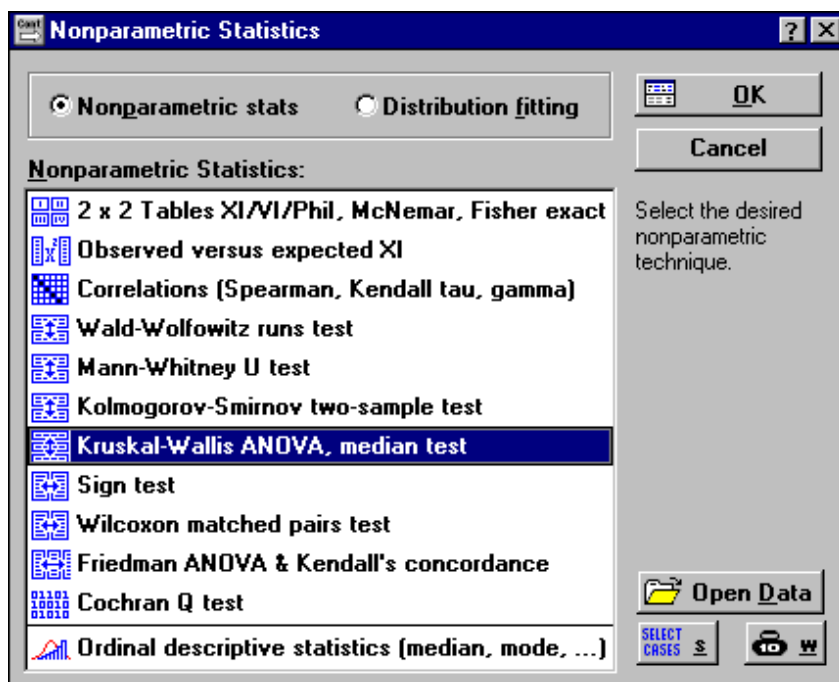 Nonparametric Statistics
Nonparametric stats
Distribution fitting
OK
Cancel
Nonparametric Statistics:
2 x 2 Tables XI/VI/Phil, McNemar, Fisher exact
Observed versus expected XI
Correlations (Spearman, Kendall tau, gamma)
Wald-Wolfowitz runs test
Mann-Whitney U test
Kolmogorov-Smirnov two-sample test
Kruskal-Wallis ANOVA, median test
Sign test
Wilcoxon matched pairs test
Friedman ANOVA & Kendall's concordance
Cochran Q test
Ordinal descriptive statistics (median, mode, ...)
Select the desired
nonparametric
technique.
Open Data
SELECT
CASES S
W